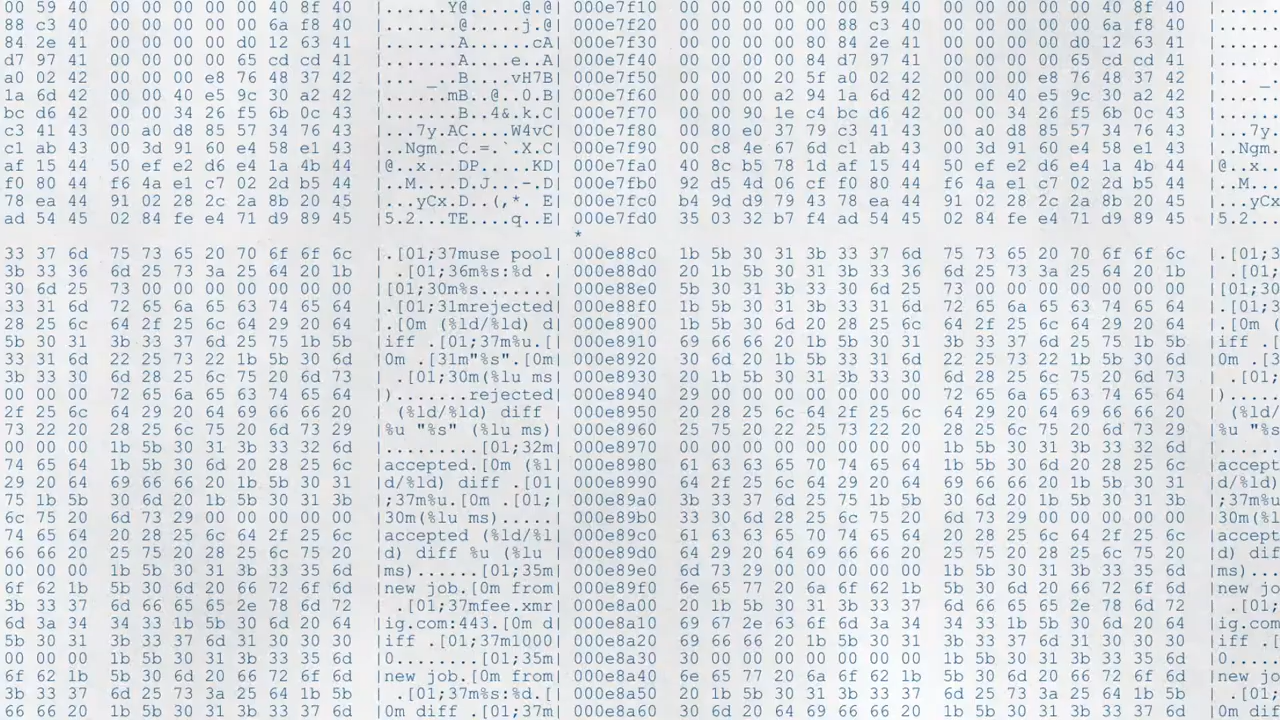 00 59 40 00 00 00 00 00 40 8f 40 |......Y@.....@.@| 000e7f10 00 00 00 00 00 00 59 40 00 00 00 00 00 40 8f 40 |.....
88 c3 40 00 00 00 00 00 6a f8 40 |.......@.....j.@| 000e7f20 00 00 00 00 00 88 c3 40 00 00 00 00 00 6a f8 40 |.....
84 2e 41 00 00 00 00 d0 12 63 41 |.......A......cA| 000e7f30 00 00 00 00 80 84 2e 41 00 00 00 00 d0 12 63 41 |.....
d7 97 41 00 00 00 00 65 cd cd 41 |.......A....e..A| 000e7f40 00 00 00 00 84 d7 97 41 00 00 00 00 65 cd cd 41 |.....
a0 02 42 00 00 00 e8 76 48 37 42 |.... _..B....vH7B| 000e7f50 00 00 00 20 5f a0 02 42 00 00 00 e8 76 48 37 42 |... _
1a 6d 42 00 00 40 e5 9c 30 a2 42 |......mB..@..0.B| 000e7f60 00 00 00 a2 94 1a 6d 42 00 00 40 e5 9c 30 a2 42 |.....
bc d6 42 00 00 34 26 f5 6b 0c 43 |.......B..4&.k.C| 000e7f70 00 00 90 1e c4 bc d6 42 00 00 34 26 f5 6b 0c 43 |.....
c3 41 43 00 a0 d8 85 57 34 76 43 |...7y.AC....W4vC| 000e7f80 00 80 e0 37 79 c3 41 43 00 a0 d8 85 57 34 76 43 |...7y
c1 ab 43 00 3d 91 60 e4 58 e1 43 |..Ngm..C.=.`.X.C| 000e7f90 00 c8 4e 67 6d c1 ab 43 00 3d 91 60 e4 58 e1 43 |..Ngm
af 15 44 50 ef e2 d6 e4 1a 4b 44 |@..x...DP.....KD| 000e7fa0 40 8c b5 78 1d af 15 44 50 ef e2 d6 e4 1a 4b 44 |@..x.
f0 80 44 f6 4a e1 c7 02 2d b5 44 |..M....D.J...-.D| 000e7fb0 92 d5 4d 06 cf f0 80 44 f6 4a e1 c7 02 2d b5 44 |..M..
78 ea 44 91 02 28 2c 2a 8b 20 45 |...yCx.D..(,*. E| 000e7fc0 b4 9d d9 79 43 78 ea 44 91 02 28 2c 2a 8b 20 45 |...yC
ad 54 45 02 84 fe e4 71 d9 89 45 |5.2...TE...q..E| 000e7fd0 35 03 32 b7 f4 ad 54 45 02 84 fe e4 71 d9 89 45 |5.2..
*
33 37 6d 75 73 65 20 70 6f 6f 6c |.[01;37muse pool| 000e88c0 1b 5b 30 31 3b 33 37 6d 75 73 65 20 70 6f 6f 6c |.[01;
3b 33 36 6d 25 73 3a 25 64 20 1b | .[01;36m%s:%d .| 000e88d0 20 1b 5b 30 31 3b 33 36 6d 25 73 3a 25 64 20 1b | .[01
30 6d 25 73 00 00 00 00 00 00 00 |[01;30m%s.......| 000e88e0 5b 30 31 3b 33 30 6d 25 73 00 00 00 00 00 00 00 |[01;30
33 31 6d 72 65 6a 65 63 74 65 64 |.[01;31mrejected| 000e88f0 1b 5b 30 31 3b 33 31 6d 72 65 6a 65 63 74 65 64 |.[01;
28 25 6c 64 2f 25 6c 64 29 20 64 |.[0m (%ld/%ld) d| 000e8900 1b 5b 30 6d 20 28 25 6c 64 2f 25 6c 64 29 20 64 |.[0m
5b 30 31 3b 33 37 6d 25 75 1b 5b |iff .[01;37m%u.[| 000e8910 69 66 66 20 1b 5b 30 31 3b 33 37 6d 25 75 1b 5b |iff .
33 31 6d 22 25 73 22 1b 5b 30 6d |0m .[31m"%s".[0m| 000e8920 30 6d 20 1b 5b 33 31 6d 22 25 73 22 1b 5b 30 6d |0m .[
3b 33 30 6d 28 25 6c 75 20 6d 73 | .[01;30m(%lu ms| 000e8930 20 1b 5b 30 31 3b 33 30 6d 28 25 6c 75 20 6d 73 | .[01
00 00 00 72 65 6a 65 63 74 65 64 |).......rejected| 000e8940 29 00 00 00 00 00 00 00 72 65 6a 65 63 74 65 64 |)....
2f 25 6c 64 29 20 64 69 66 66 20 | (%ld/%ld) diff | 000e8950 20 28 25 6c 64 2f 25 6c 64 29 20 64 69 66 66 20 | (%ld/
73 22 20 28 25 6c 75 20 6d 73 29 |%u "%s" (%lu ms)| 000e8960 25 75 20 22 25 73 22 20 28 25 6c 75 20 6d 73 29 |%u "%s
00 00 00 1b 5b 30 31 3b 33 32 6d |.........[01;32m| 000e8970 00 00 00 00 00 00 00 00 1b 5b 30 31 3b 33 32 6d |.....
74 65 64 1b 5b 30 6d 20 28 25 6c |accepted.[0m (%l| 000e8980 61 63 63 65 70 74 65 64 1b 5b 30 6d 20 28 25 6c |accept
29 20 64 69 66 66 20 1b 5b 30 31 |d/%ld) diff .[01| 000e8990 64 2f 25 6c 64 29 20 64 69 66 66 20 1b 5b 30 31 |d/%ld)
75 1b 5b 30 6d 20 1b 5b 30 31 3b |;37m%u.[0m .[01;| 000e89a0 3b 33 37 6d 25 75 1b 5b 30 6d 20 1b 5b 30 31 3b |;37m%u
6c 75 20 6d 73 29 00 00 00 00 00 |30m(%lu ms).....| 000e89b0 33 30 6d 28 25 6c 75 20 6d 73 29 00 00 00 00 00 |30m(%l
74 65 64 20 28 25 6c 64 2f 25 6c |accepted (%ld/%l| 000e89c0 61 63 63 65 70 74 65 64 20 28 25 6c 64 2f 25 6c |accept
66 66 20 25 75 20 28 25 6c 75 20 |d) diff %u (%lu | 000e89d0 64 29 20 64 69 66 66 20 25 75 20 28 25 6c 75 20 |d) dif
00 00 00 1b 5b 30 31 3b 33 35 6d |ms)......[01;35m| 000e89e0 6d 73 29 00 00 00 00 00 1b 5b 30 31 3b 33 35 6d |ms)...
6f 62 1b 5b 30 6d 20 66 72 6f 6d |new job.[0m from| 000e89f0 6e 65 77 20 6a 6f 62 1b 5b 30 6d 20 66 72 6f 6d |new jo
3b 33 37 6d 66 65 65 2e 78 6d 72 | .[01;37mfee.xmr| 000e8a00 20 1b 5b 30 31 3b 33 37 6d 66 65 65 2e 78 6d 72 | .[01;
6d 3a 34 34 33 1b 5b 30 6d 20 64 |ig.com:443.[0m d| 000e8a10 69 67 2e 63 6f 6d 3a 34 34 33 1b 5b 30 6d 20 64 |ig.com
5b 30 31 3b 33 37 6d 31 30 30 30 |iff .[01;37m1000| 000e8a20 69 66 66 20 1b 5b 30 31 3b 33 37 6d 31 30 30 30 |iff .[
00 00 00 1b 5b 30 31 3b 33 35 6d |0........[01;35m| 000e8a30 30 00 00 00 00 00 00 00 1b 5b 30 31 3b 33 35 6d |0.....
6f 62 1b 5b 30 6d 20 66 72 6f 6d |new job.[0m from| 000e8a40 6e 65 77 20 6a 6f 62 1b 5b 30 6d 20 66 72 6f 6d |new jo
3b 33 37 6d 25 73 3a 25 64 1b 5b | .[01;37m%s:%d.[| 000e8a50 20 1b 5b 30 31 3b 33 37 6d 25 73 3a 25 64 1b 5b | .[01;
66 66 20 1b 5b 30 31 3b 33 37 6d |0m diff .[01;37m| 000e8a60 30 6d 20 64 69 66 66 20 1b 5b 30 31 3b 33 37 6d |0m dif